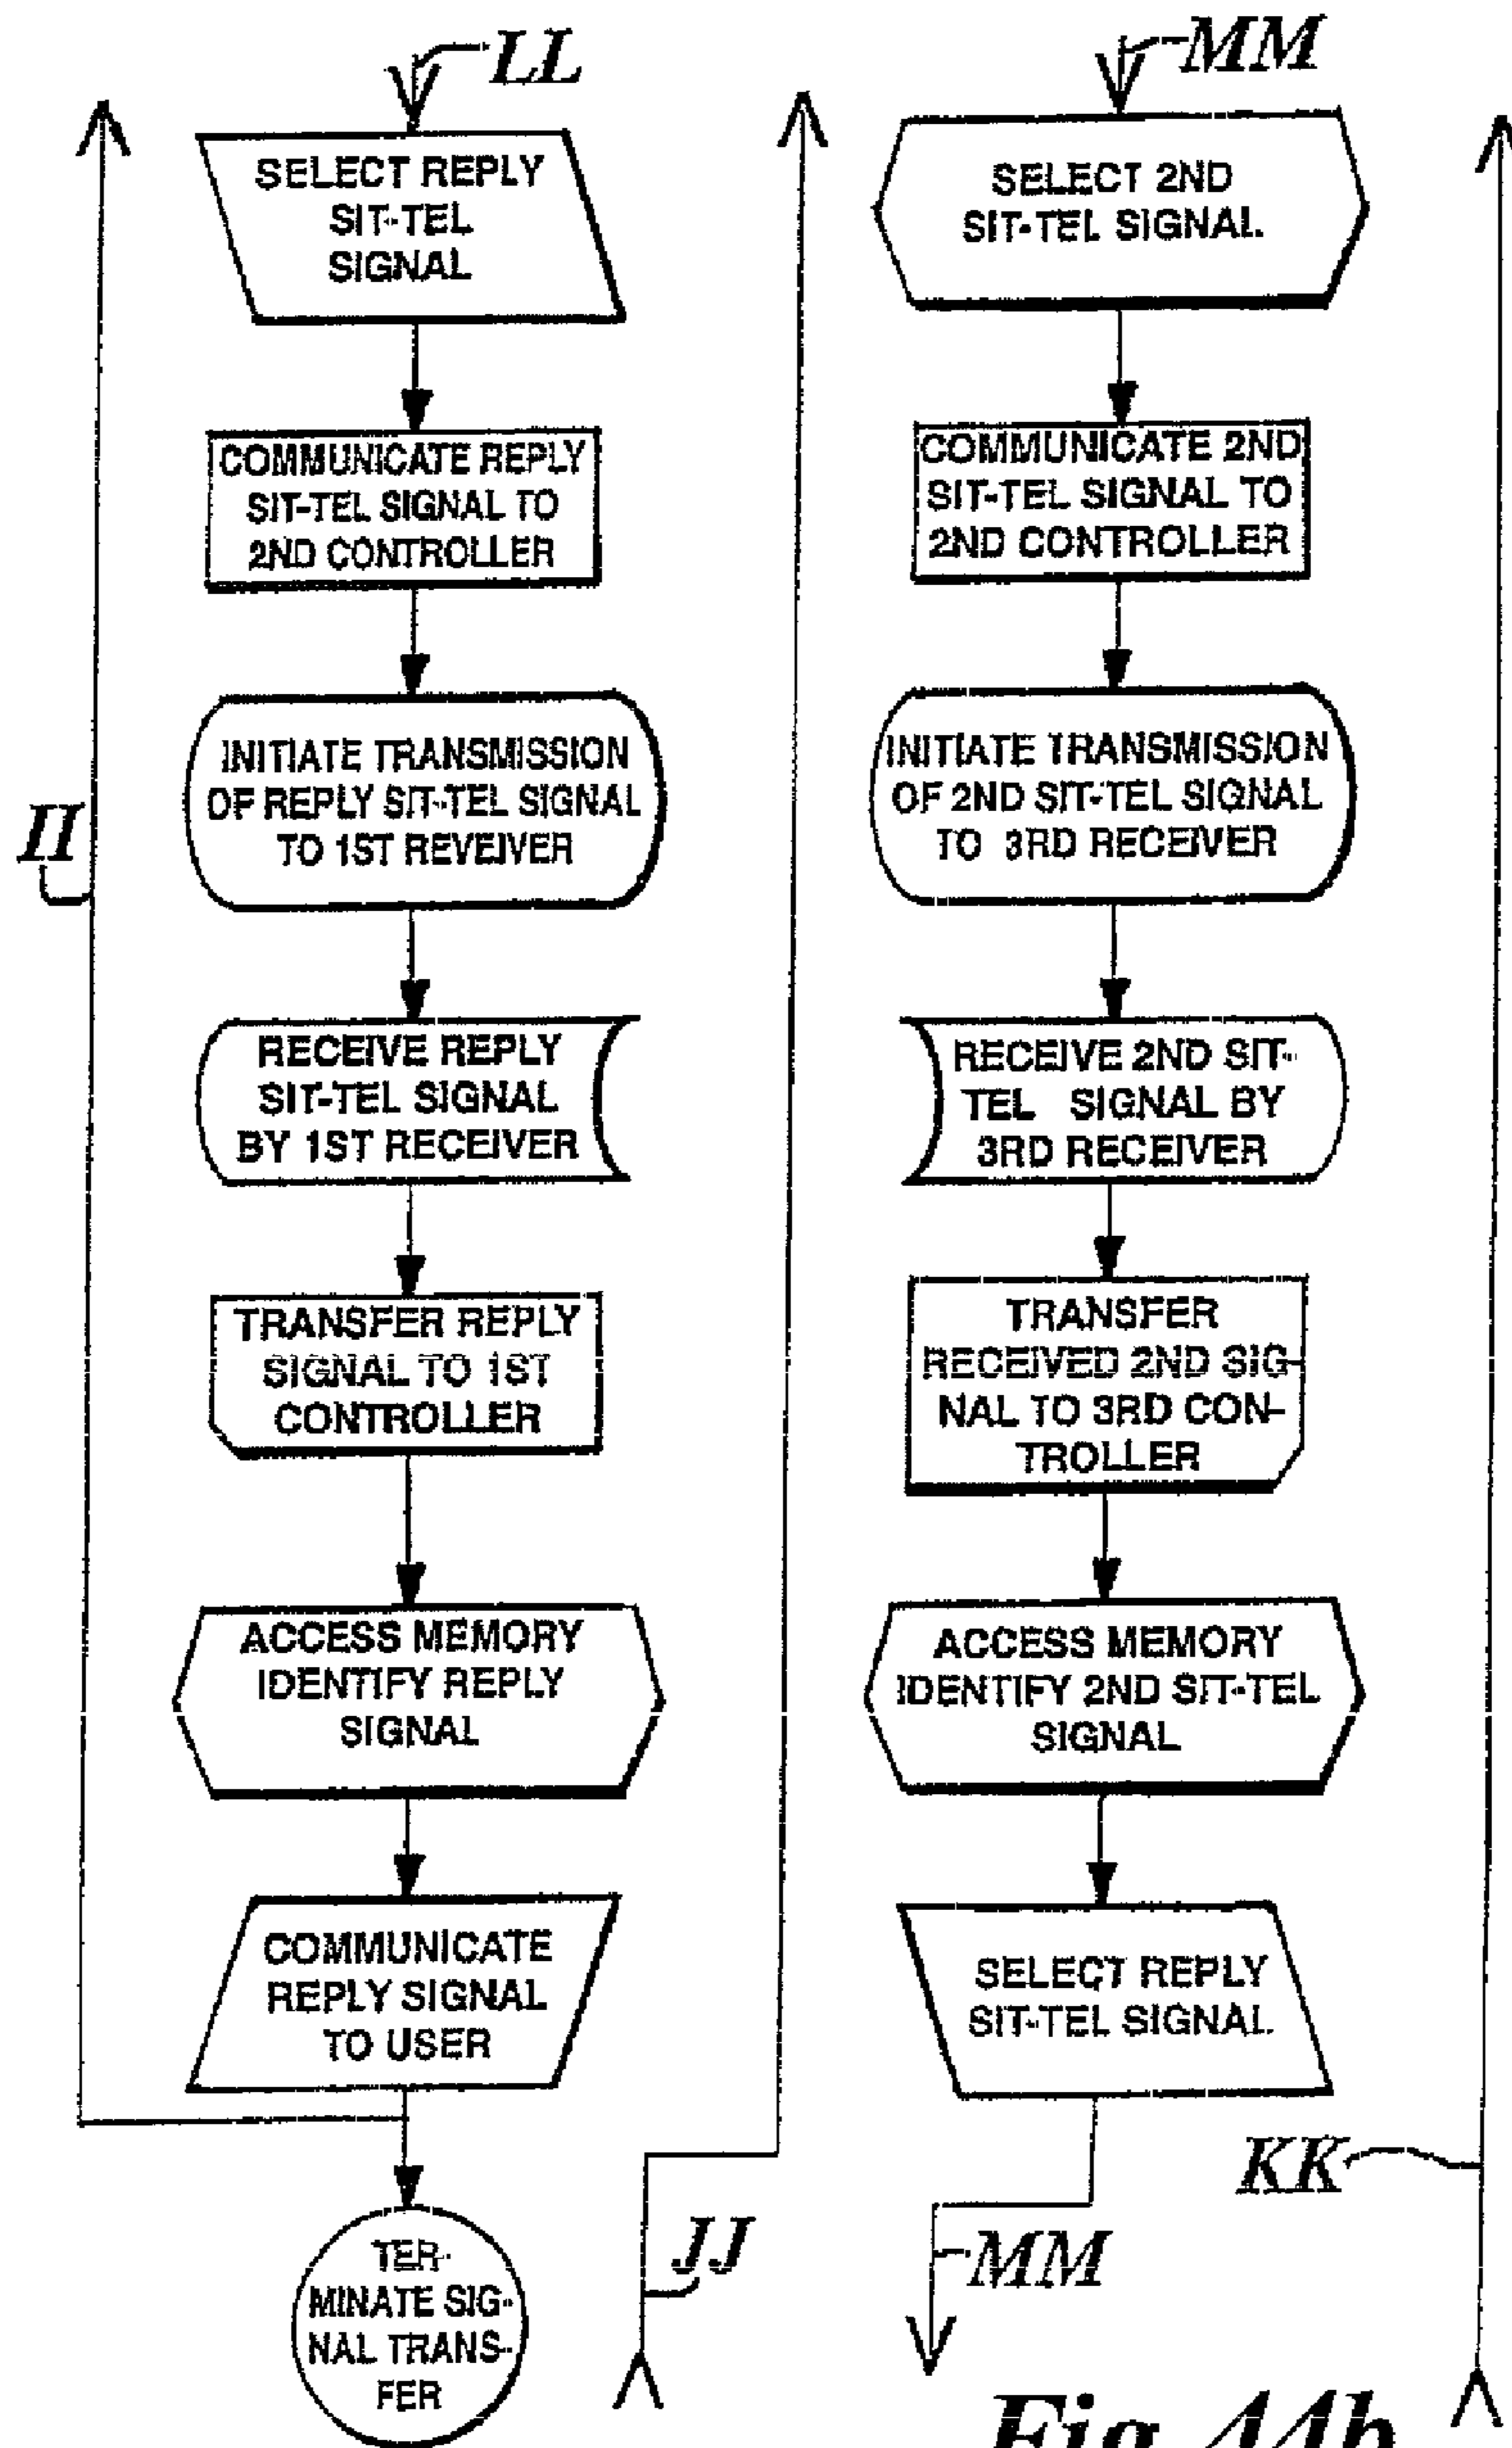 LL
SELECT REPLY
SIT-TEL
SIGNAL
COMMUNICATE REPLY
SIT-TEL SIGNAL TO
2ND CONTROLLER
INITIATE TRANSMISSION
OF REPLY SIT-TEL SIGNAL
TO 1ST REVEIVER
II
RECEIVE REPLY
SIT-TEL SIGNAL
BY 1ST RECEIVER
TRANSFER REPLY
SIGNAL TO 1ST
CONTROLLER
ACCESS MEMORY
IDENTIFY REPLY
SIGNAL
COMMUNICATE
REPLY SIGNAL
TO USER
TER-
MINATE SIG-
NAL TRANS-
FER
JJ
MM
SELECT 2ND
SIT-TEL SIGNAL
COMMUNICATE 2ND
SIT-TEL SIGNAL TO
2ND CONTROLLER
INITIATE TRANSMISSION
OF 2ND SIT-TEL SIGNAL
TO 3RD RECEIVER
RECEIVE 2ND SIT-
TEL SIGNAL BY
3RD RECEIVER
TRANSFER
RECEIVED 2ND SIG-
NAL TO 3RD CON-
TROLLER
ACCESS MEMORY
IDENTIFY 2ND SIT-TEL
SIGNAL
SELECT REPLY
SIT-TEL SIGNAL
KK
MM
Fig 44b